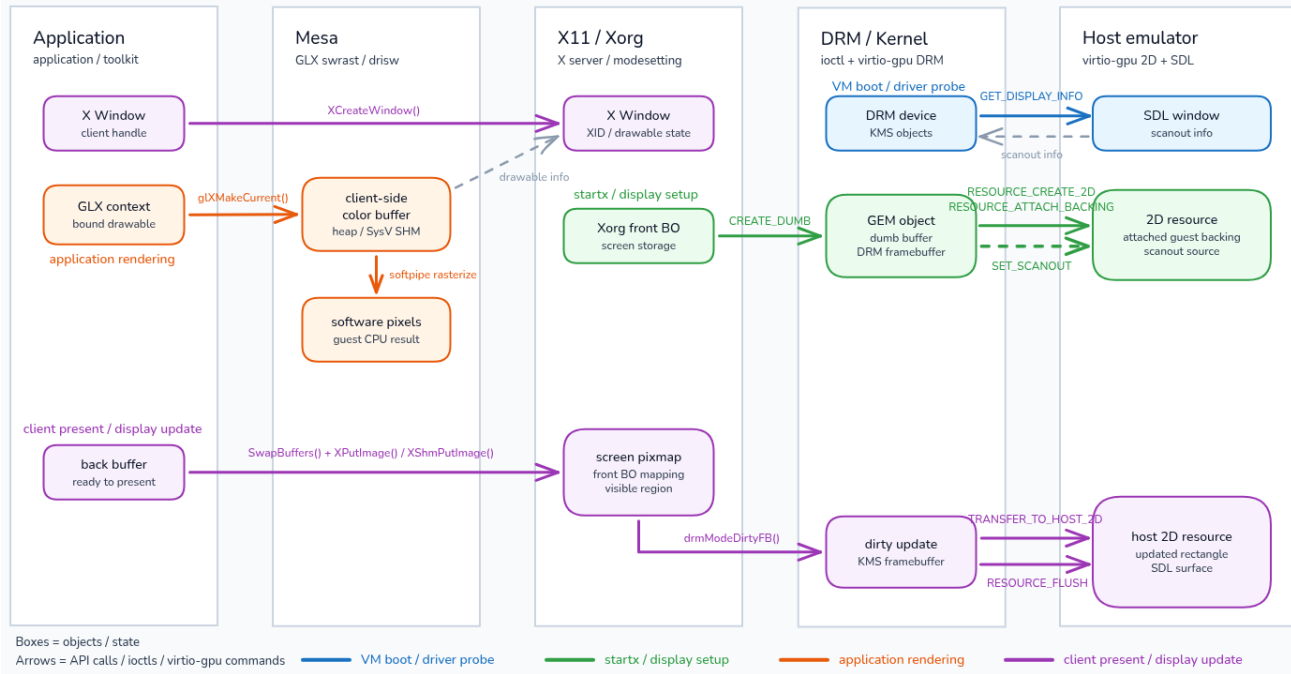 Application
application / toolkit
Mesa
GLX swrast / drisw
X11 / Xorg
X server / modesetting
DRM / Kernel
ioctl + virtio-gpu DRM
Host emulator
virtio-gpu 2D + SDL
VM boot / driver probe
X Window
client handle
XCreateWindow()
X Window
XID / drawable state
DRM device
KMS objects
GET_DISPLAY_INFO
scanout info
SDL window
scanout info
drawable info
GLX context
bound drawable
application rendering
glXMakeCurrent()
client-side
color buffer
heap / SysV SHM
softpipe rasterize
software pixels
guest CPU result
startx / display setup
Xorg front BO
screen storage
CREATE_DUMB
GEM object
dumb buffer
DRM framebuffer
RESOURCE_CREATE_2D
RESOURCE_ATTACH_BACKING
SET_SCANOUT
2D resource
attached guest backing
scanout source
client present / display update
back buffer
ready to present
SwapBuffers() + XPutImage() / XShmPutImage()
screen pixmap
front BO mapping
visible region
drmModeDirtyFB()
dirty update
KMS framebuffer
TRANSFER_TO_HOST_2D
RESOURCE_FLUSH
host 2D resource
updated rectangle
SDL surface
Boxes = objects / state
Arrows = API calls / ioctls / virtio-gpu commands
VM boot / driver probe
startx / display setup
application rendering
client present / display update